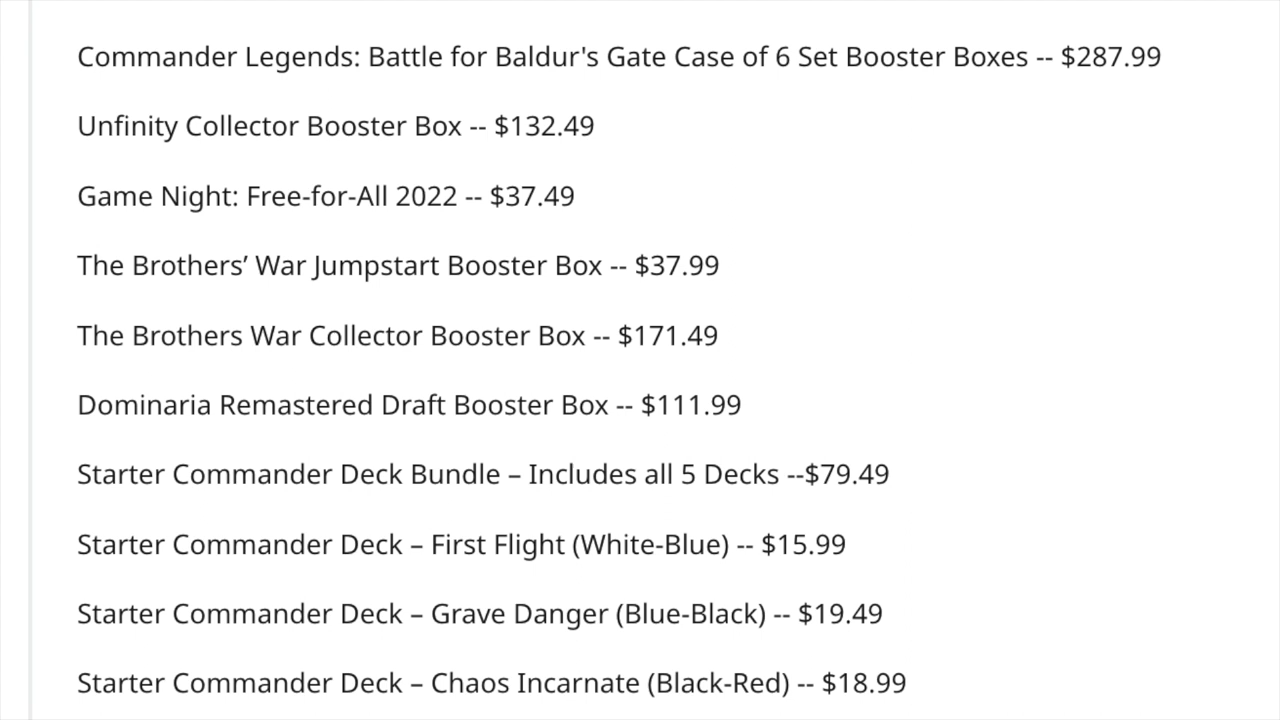 Commander Legends: Battle for Baldur's Gate Case of 6 Set Booster Boxes -- $287.99
Unfinity Collector Booster Box -- $132.49
Game Night: Free-for-All 2022 -- $37.49
The Brothers’ War Jumpstart Booster Box -- $37.99
The Brothers War Collector Booster Box -- $171.49
Dominaria Remastered Draft Booster Box -- $111.99
Starter Commander Deck Bundle – Includes all 5 Decks --$79.49
Starter Commander Deck – First Flight (White-Blue) -- $15.99
Starter Commander Deck – Grave Danger (Blue-Black) -- $19.49
Starter Commander Deck – Chaos Incarnate (Black-Red) -- $18.99